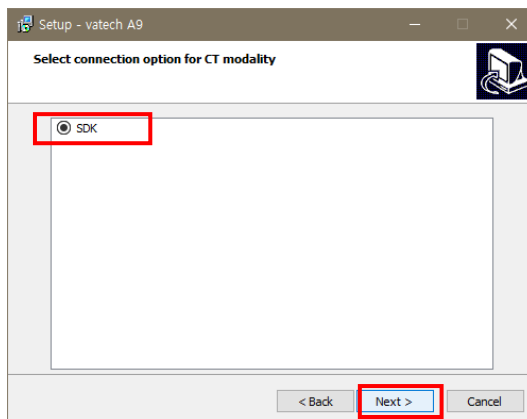 Setup - vatech A9
Select connection option for CT modality
SDK
< Back
Next >
Cancel